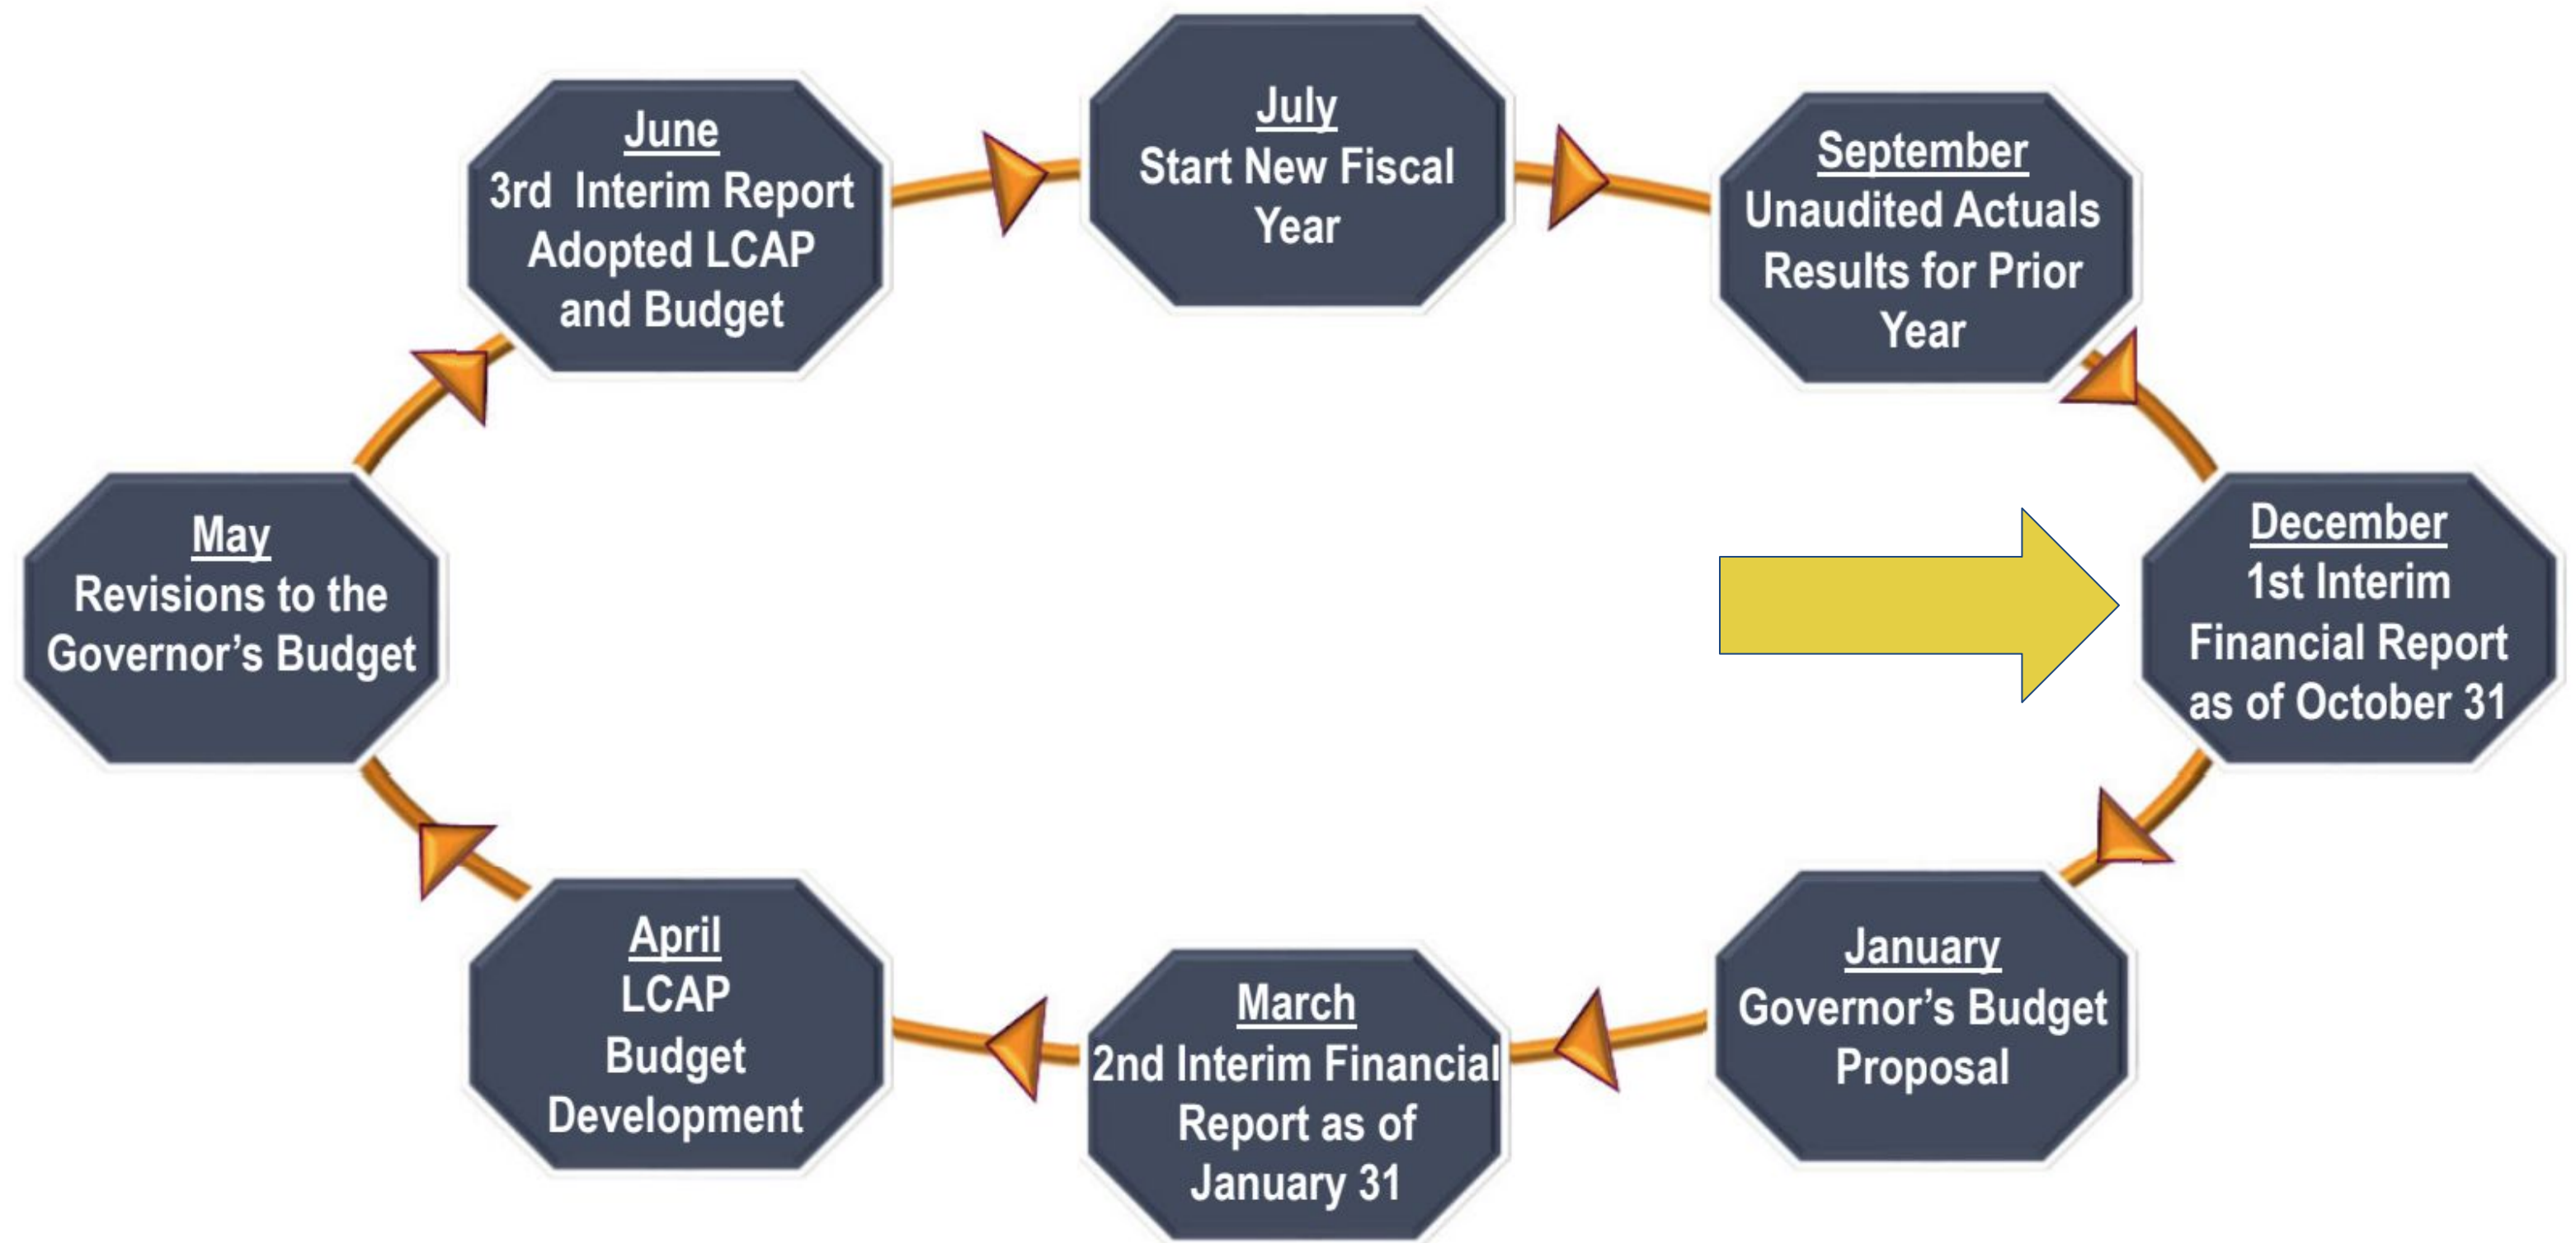 July
Start New Fiscal
Year
September
Unaudited Actuals
Results for Prior
Year
December
1st Interim
Financial Report
as of October 31
January
Governor’s Budget
Proposal
March
2nd Interim Financial
Report as of
January 31
April
LCAP
Budget
Development
May
Revisions to the
Governor’s Budget
June
3rd Interim Report
Adopted LCAP
and Budget